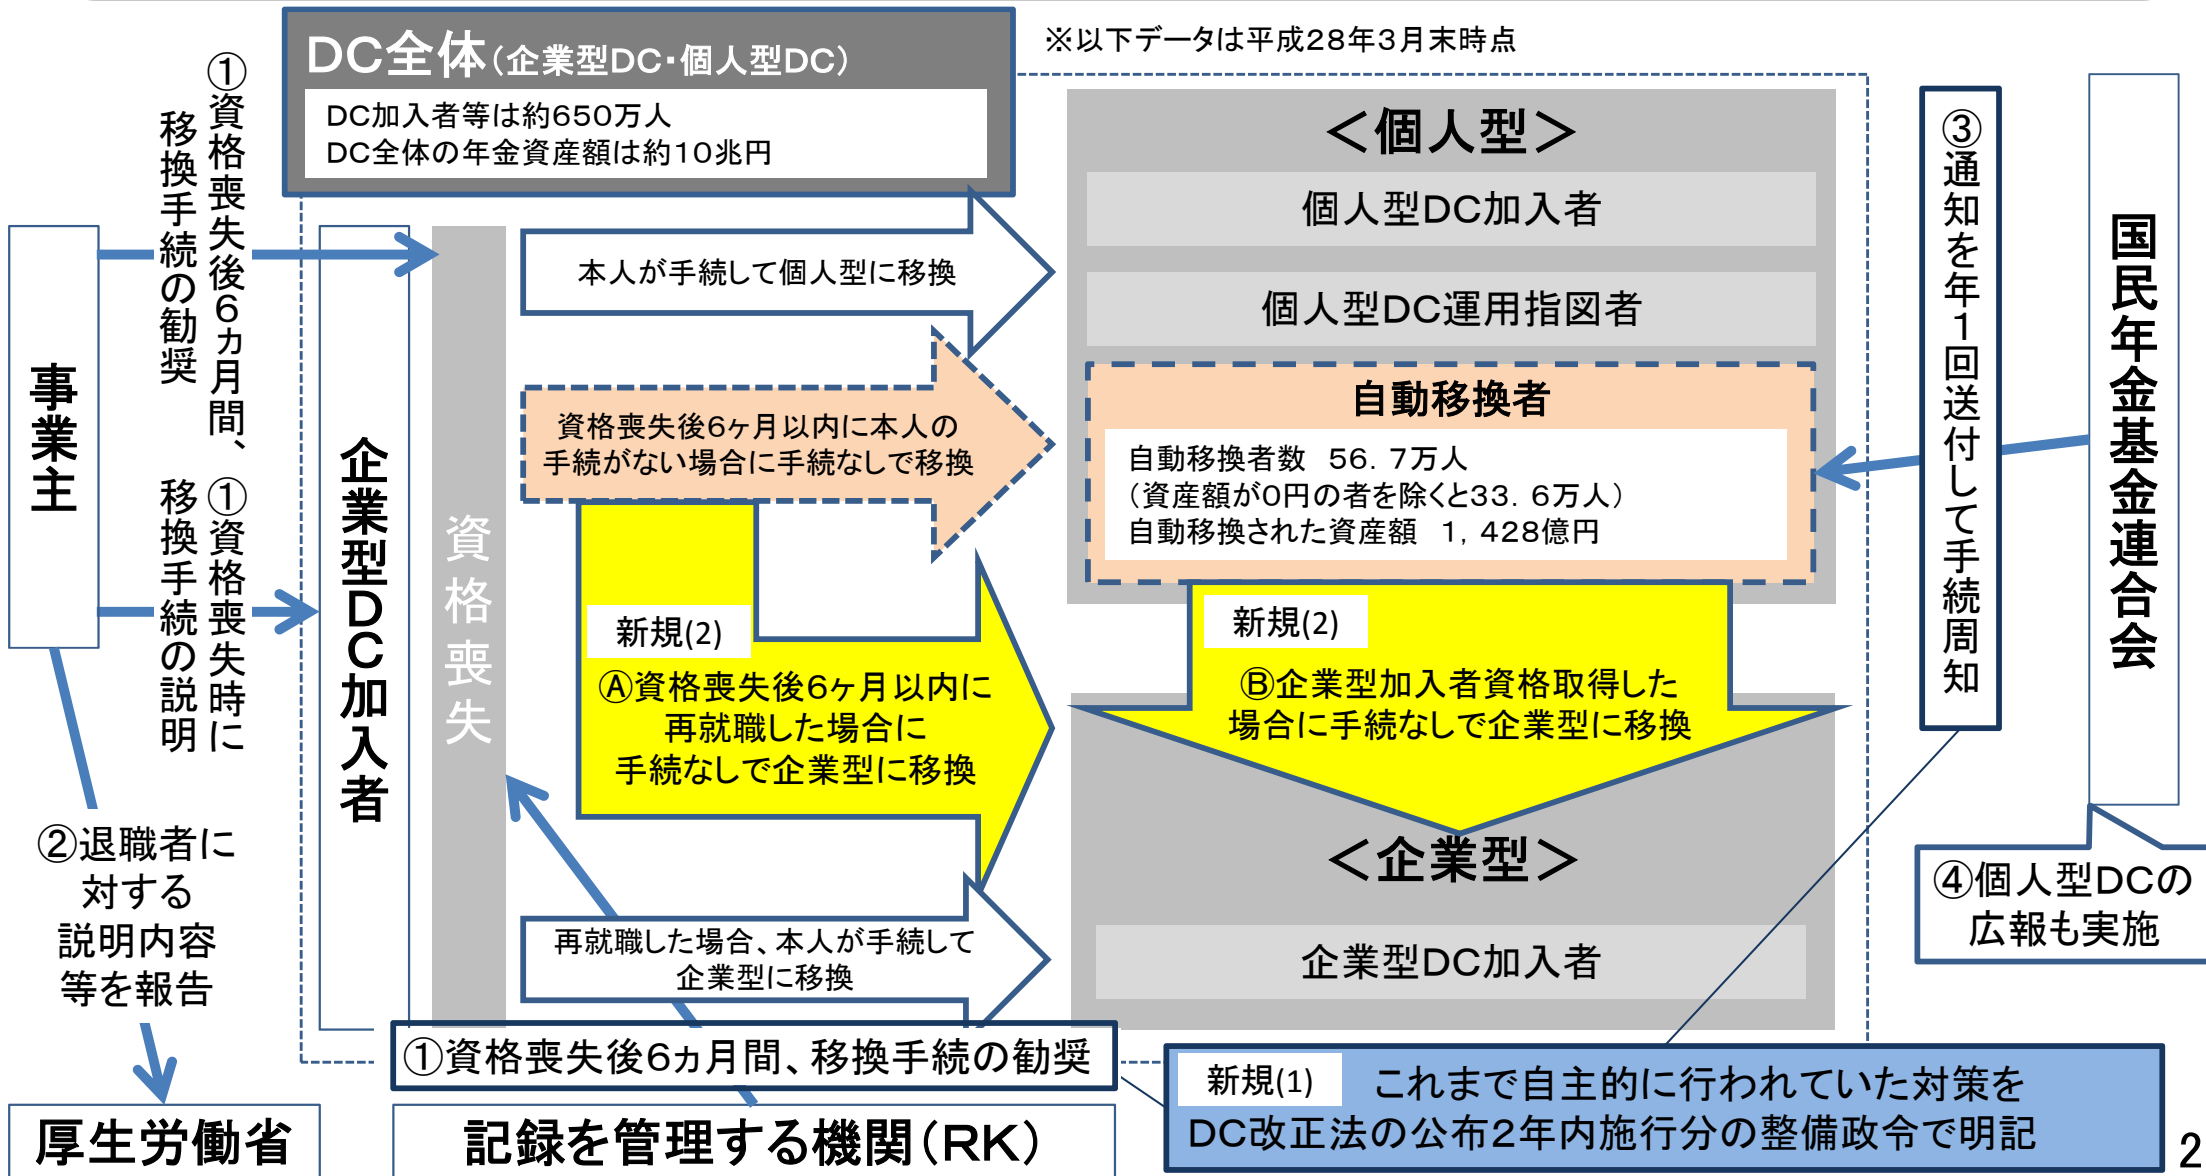 DC全体(企業型DC・個人型DC)
DC加入者等は約650万人
DC全体の年金資産額は約10兆円
※以下データは平成28年3月末時点
①資格喪失後6ヵ月間、
移換手続の勧奨
①資格喪失時に
移換手続の説明
事業主
②退職者に
対する
説明内容
等を報告
厚生労働省
企業型DC加入者
資格喪失
本人が手続して個人型に移換
資格喪失後6ヶ月以内に本人の
手続がない場合に手続なしで移換
新規(2)
Ⓐ資格喪失後6ヶ月以内に
再就職した場合に
手続なしで企業型に移換
再就職した場合、本人が手続して
企業型に移換
①資格喪失後6ヵ月間、移換手続の勧奨
記録を管理する機関(RK)
<個人型>
個人型DC加入者
個人型DC運用指図者
自動移換者
自動移換者数 56.7万人
(資産額が0円の者を除くと33.6万人)
自動移換された資産額 1,428億円
新規(2)
Ⓑ企業型加入者資格取得した
場合に手続なしで企業型に移換
<企業型>
企業型DC加入者
③通知を年1回送付して手続周知
国民年金基金連合会
④個人型DCの
広報も実施
新規(1) これまで自主的に行われていた対策を
DC改正法の公布2年内施行分の整備政令で明記
2